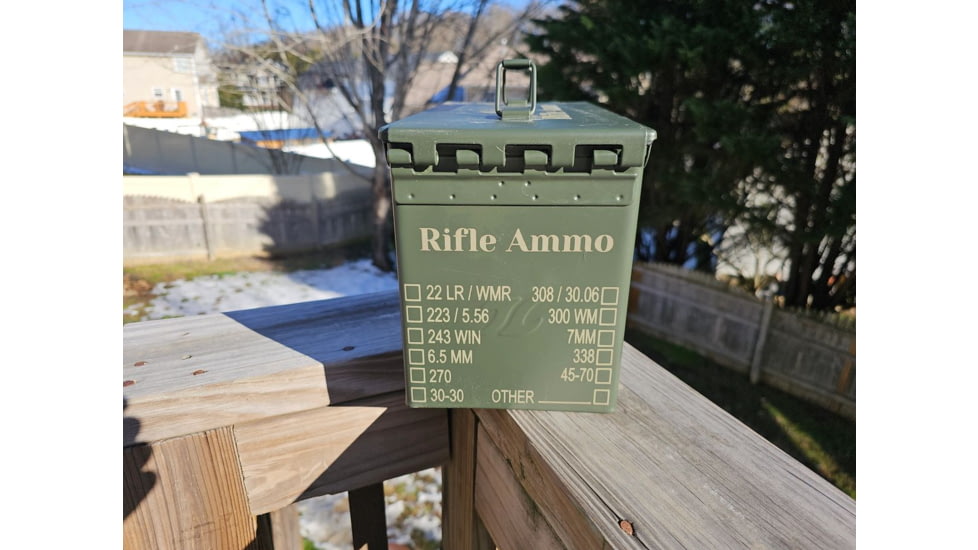 Rifle Ammo
22 LR / WMR 308 / 30.06
223 / 5.56 300 WM
243 WIN 7MM
6.5 MM 338
270 45-70
30-30 OTHER ______